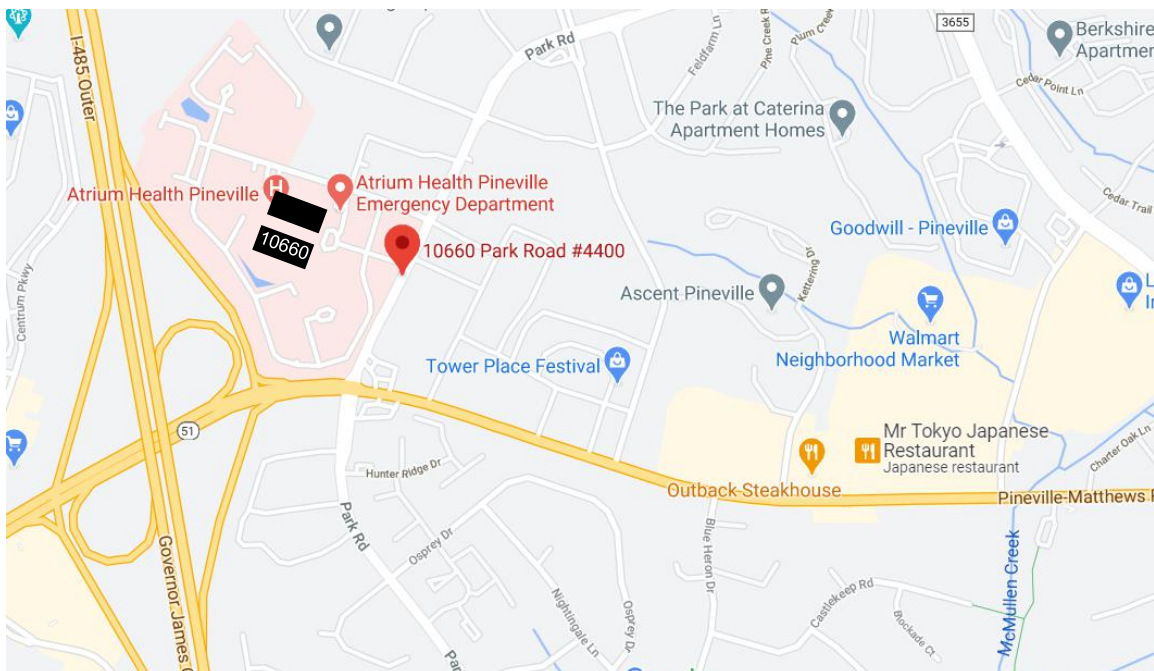 Park Rd
Feldfarm Ln
Pine Creek R
Plum Creek
3655
Berkshire
Apartmer
Cedar Point Ln
I-485 Outer
The Park at Caterina
Apartment Homes
Atrium Health Pineville
H
Atrium Health Pineville
Emergency Department
Cedar Trail
10660
10660 Park Road #4400
Goodwill - Pineville
Kettering Dr
Centrum Pkwy
Ascent Pineville
L
In
Walmart
Neighborhood Market
Tower Place Festival
51
Mr Tokyo Japanese
Restaurant
Japanese restaurant
Charter Oak Ln
Hunter Ridge Dr
Outback Steakhouse
Pineville-Matthews R
Park Rd
Osprey Dr
Blue Heron Dr
Governor James
McMullen Creek
Nightingale Ln
Osprey Dr
Castlekeep Rd
Blockade Ct
Park